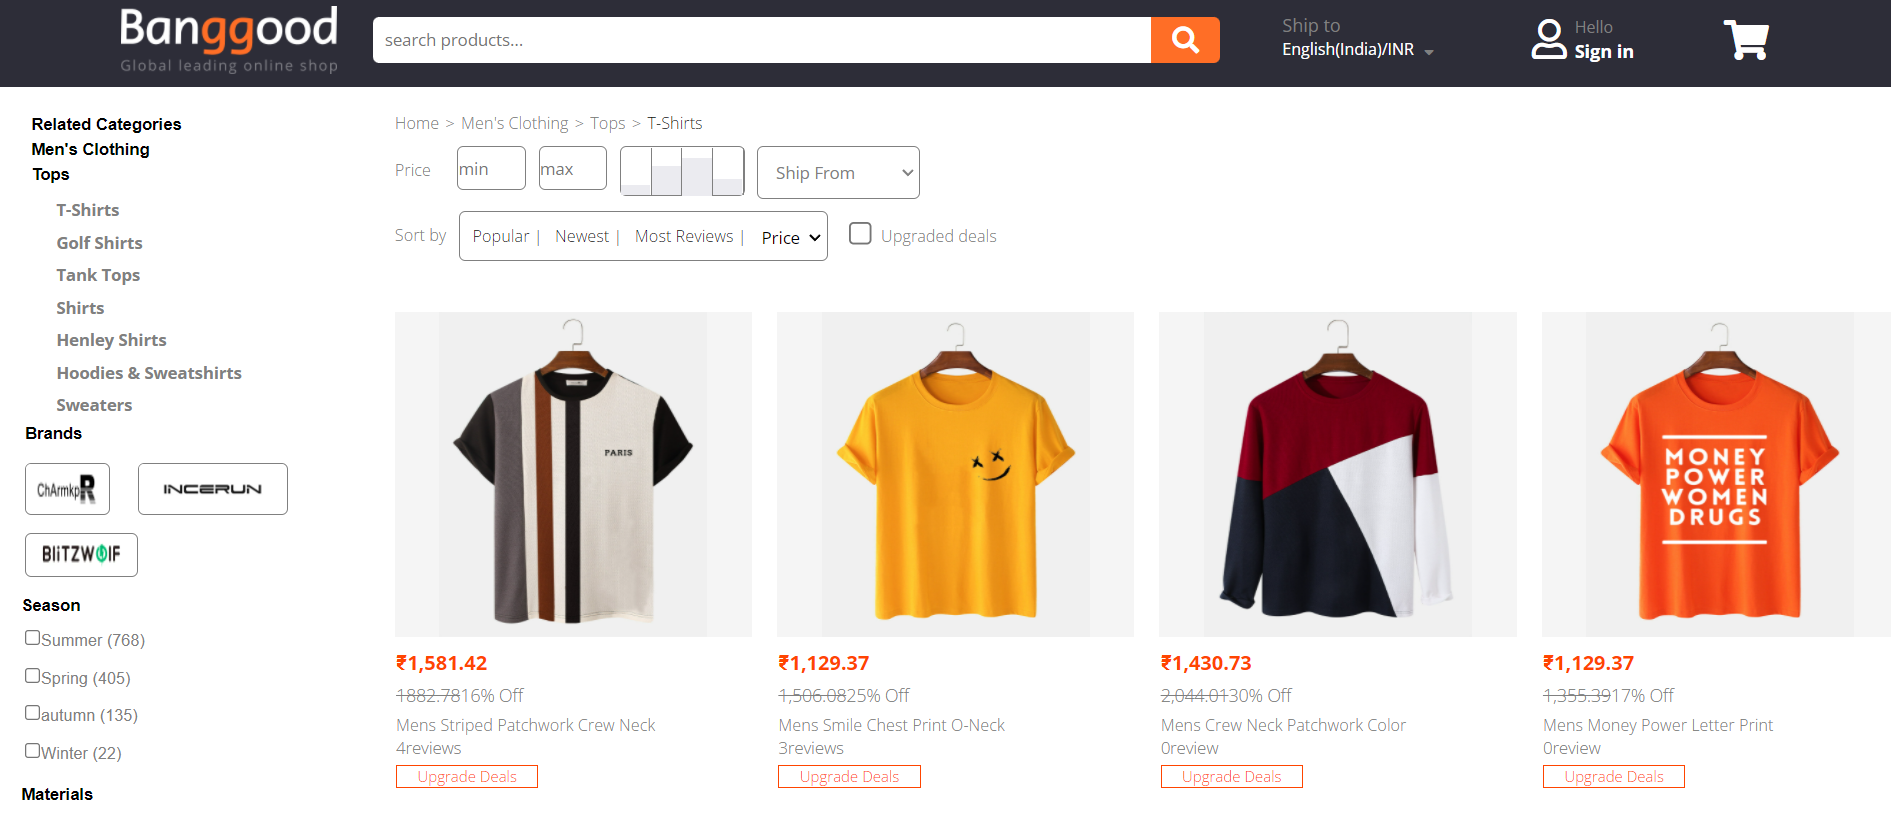 Banggood
Global leading online shop
search products...
Ship to
English(India)/INR
Hello
Sign in
Related Categories
Men's Clothing
Tops
T-Shirts
Golf Shirts
Tank Tops
Shirts
Henley Shirts
Hoodies & Sweatshirts
Sweaters
Brands
ChArmkpR
INCERUN
BliTZWOlF
Season
Summer (768)
Spring (405)
autumn (135)
Winter (22)
Materials
Home > Men's Clothing > Tops > T-Shirts
Price min max Ship From
Sort by Popular | Newest | Most Reviews | Price Upgraded deals
PARIS
MONEY
POWER
WOMEN
DRUGS
₹1,581.42
1882.7816% Off
Mens Striped Patchwork Crew Neck
4reviews
Upgrade Deals
₹1,129.37
1,506.0825% Off
Mens Smile Chest Print O-Neck
3reviews
Upgrade Deals
₹1,430.73
2,044.0130% Off
Mens Crew Neck Patchwork Color
0review
Upgrade Deals
₹1,129.37
1,355.3917% Off
Mens Money Power Letter Print
0review
Upgrade Deals